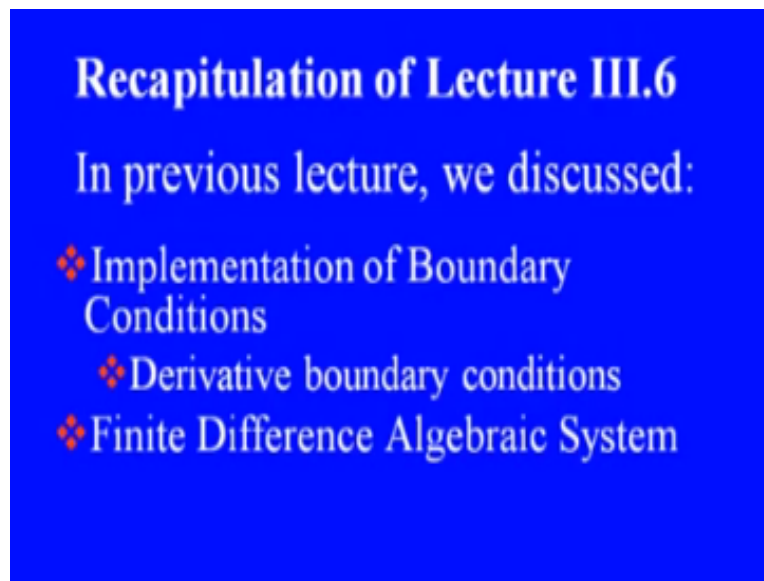 Recapitulation of Lecture III.6
In previous lecture, we discussed:
❖Implementation of Boundary
Conditions
❖Derivative boundary conditions
❖Finite Difference Algebraic System